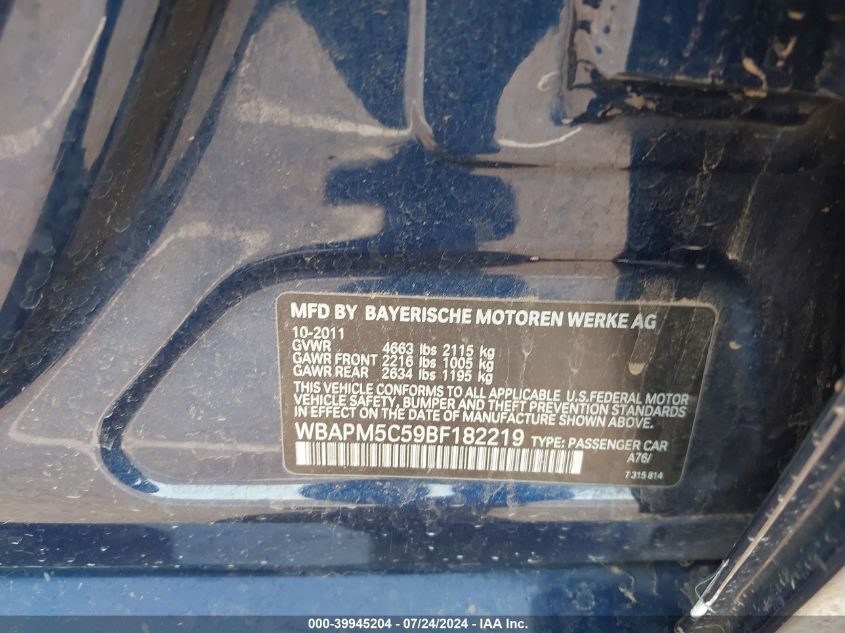 MFD BY BAYERISCHE MOTOREN WERKE AG
10-2011
GVWR 4663 lbs 2115 kg
GAWR FRONT 2216 lbs 1005 kg
GAWR REAR 2634 lbs 1195 kg
THIS VEHICLE CONFORMS TO ALL APPLICABLE U.S.FEDERAL MOTOR
VEHICLE SAFETY, BUMPER AND THEFT PREVENTION STANDARDS
IN EFFECT ON THE DATE OF MANUFACTURE SHOWN ABOVE.
WBAPM5C59BF182219 TYPE: PASSENGER CAR
A76/
7 315 814
000-39945204 - 07/24/2024 - IAA Inc.